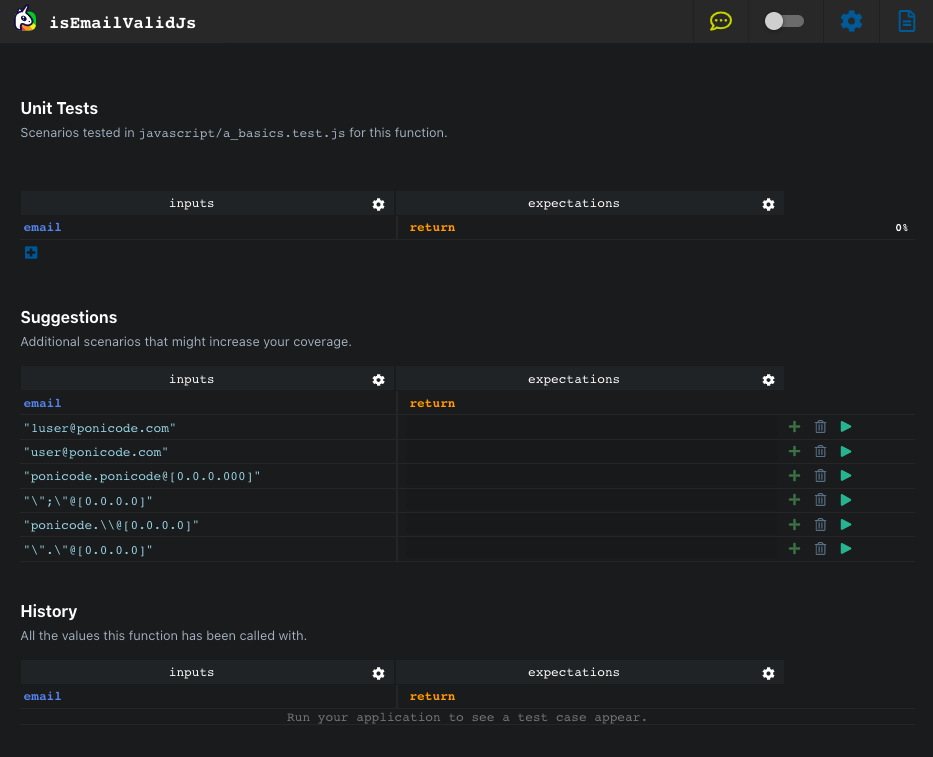 isEmailValidJs
Unit Tests
Scenarios tested in javascript/a_basics.test.js for this function.
inputs expectations
email return 0%
Suggestions
Additional scenarios that might increase your coverage.
inputs expectations
email return
"1user@ponicode.com"
"user@ponicode.com"
"ponicode.ponicode@[0.0.0.000]"
"\";\"@[0.0.0.0]"
"ponicode.\\@[0.0.0.0]"
"\".\"@[0.0.0.0]"
History
All the values this function has been called with.
inputs expectations
email return
Run your application to see a test case appear.